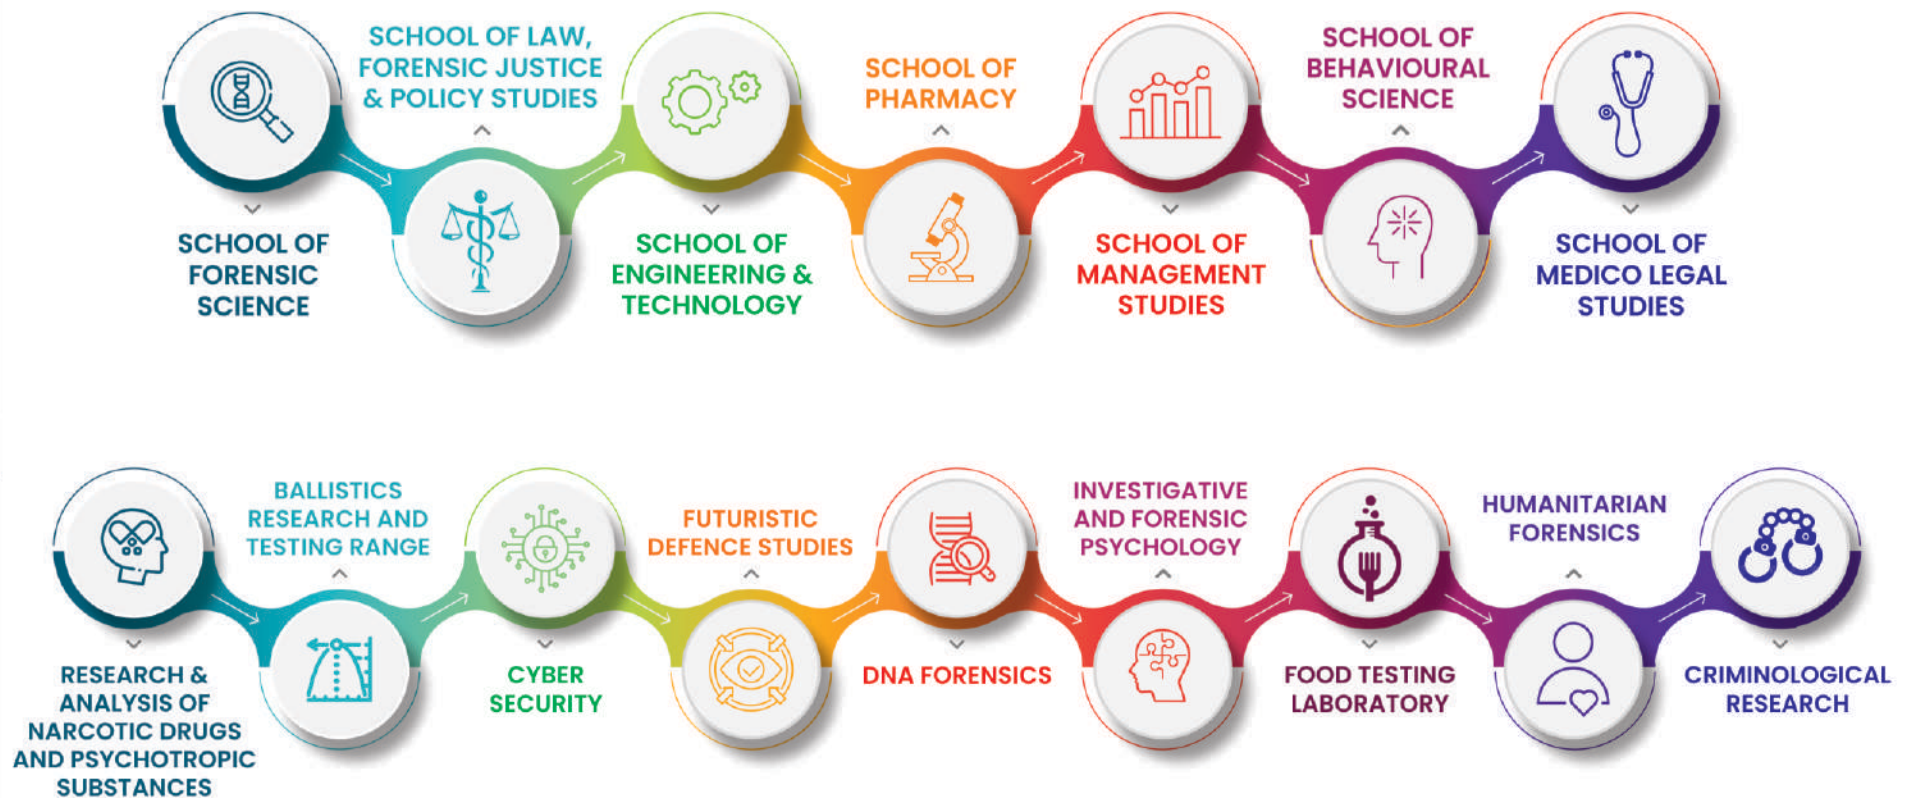 SCHOOL OF
FORENSIC
SCIENCE
SCHOOL OF LAW,
FORENSIC JUSTICE
& POLICY STUDIES
SCHOOL OF
ENGINEERING &
TECHNOLOGY
SCHOOL OF
PHARMACY
SCHOOL OF
MANAGEMENT
STUDIES
SCHOOL OF
BEHAVIOURAL
SCIENCE
SCHOOL OF
MEDICO LEGAL
STUDIES
RESEARCH &
ANALYSIS OF
NARCOTIC DRUGS
AND PSYCHOTROPIC
SUBSTANCES
BALLISTICS
RESEARCH AND
TESTING RANGE
CYBER
SECURITY
FUTURISTIC
DEFENCE STUDIES
DNA FORENSICS
INVESTIGATIVE
AND FORENSIC
PSYCHOLOGY
FOOD TESTING
LABORATORY
HUMANITARIAN
FORENSICS
CRIMINOLOGICAL
RESEARCH